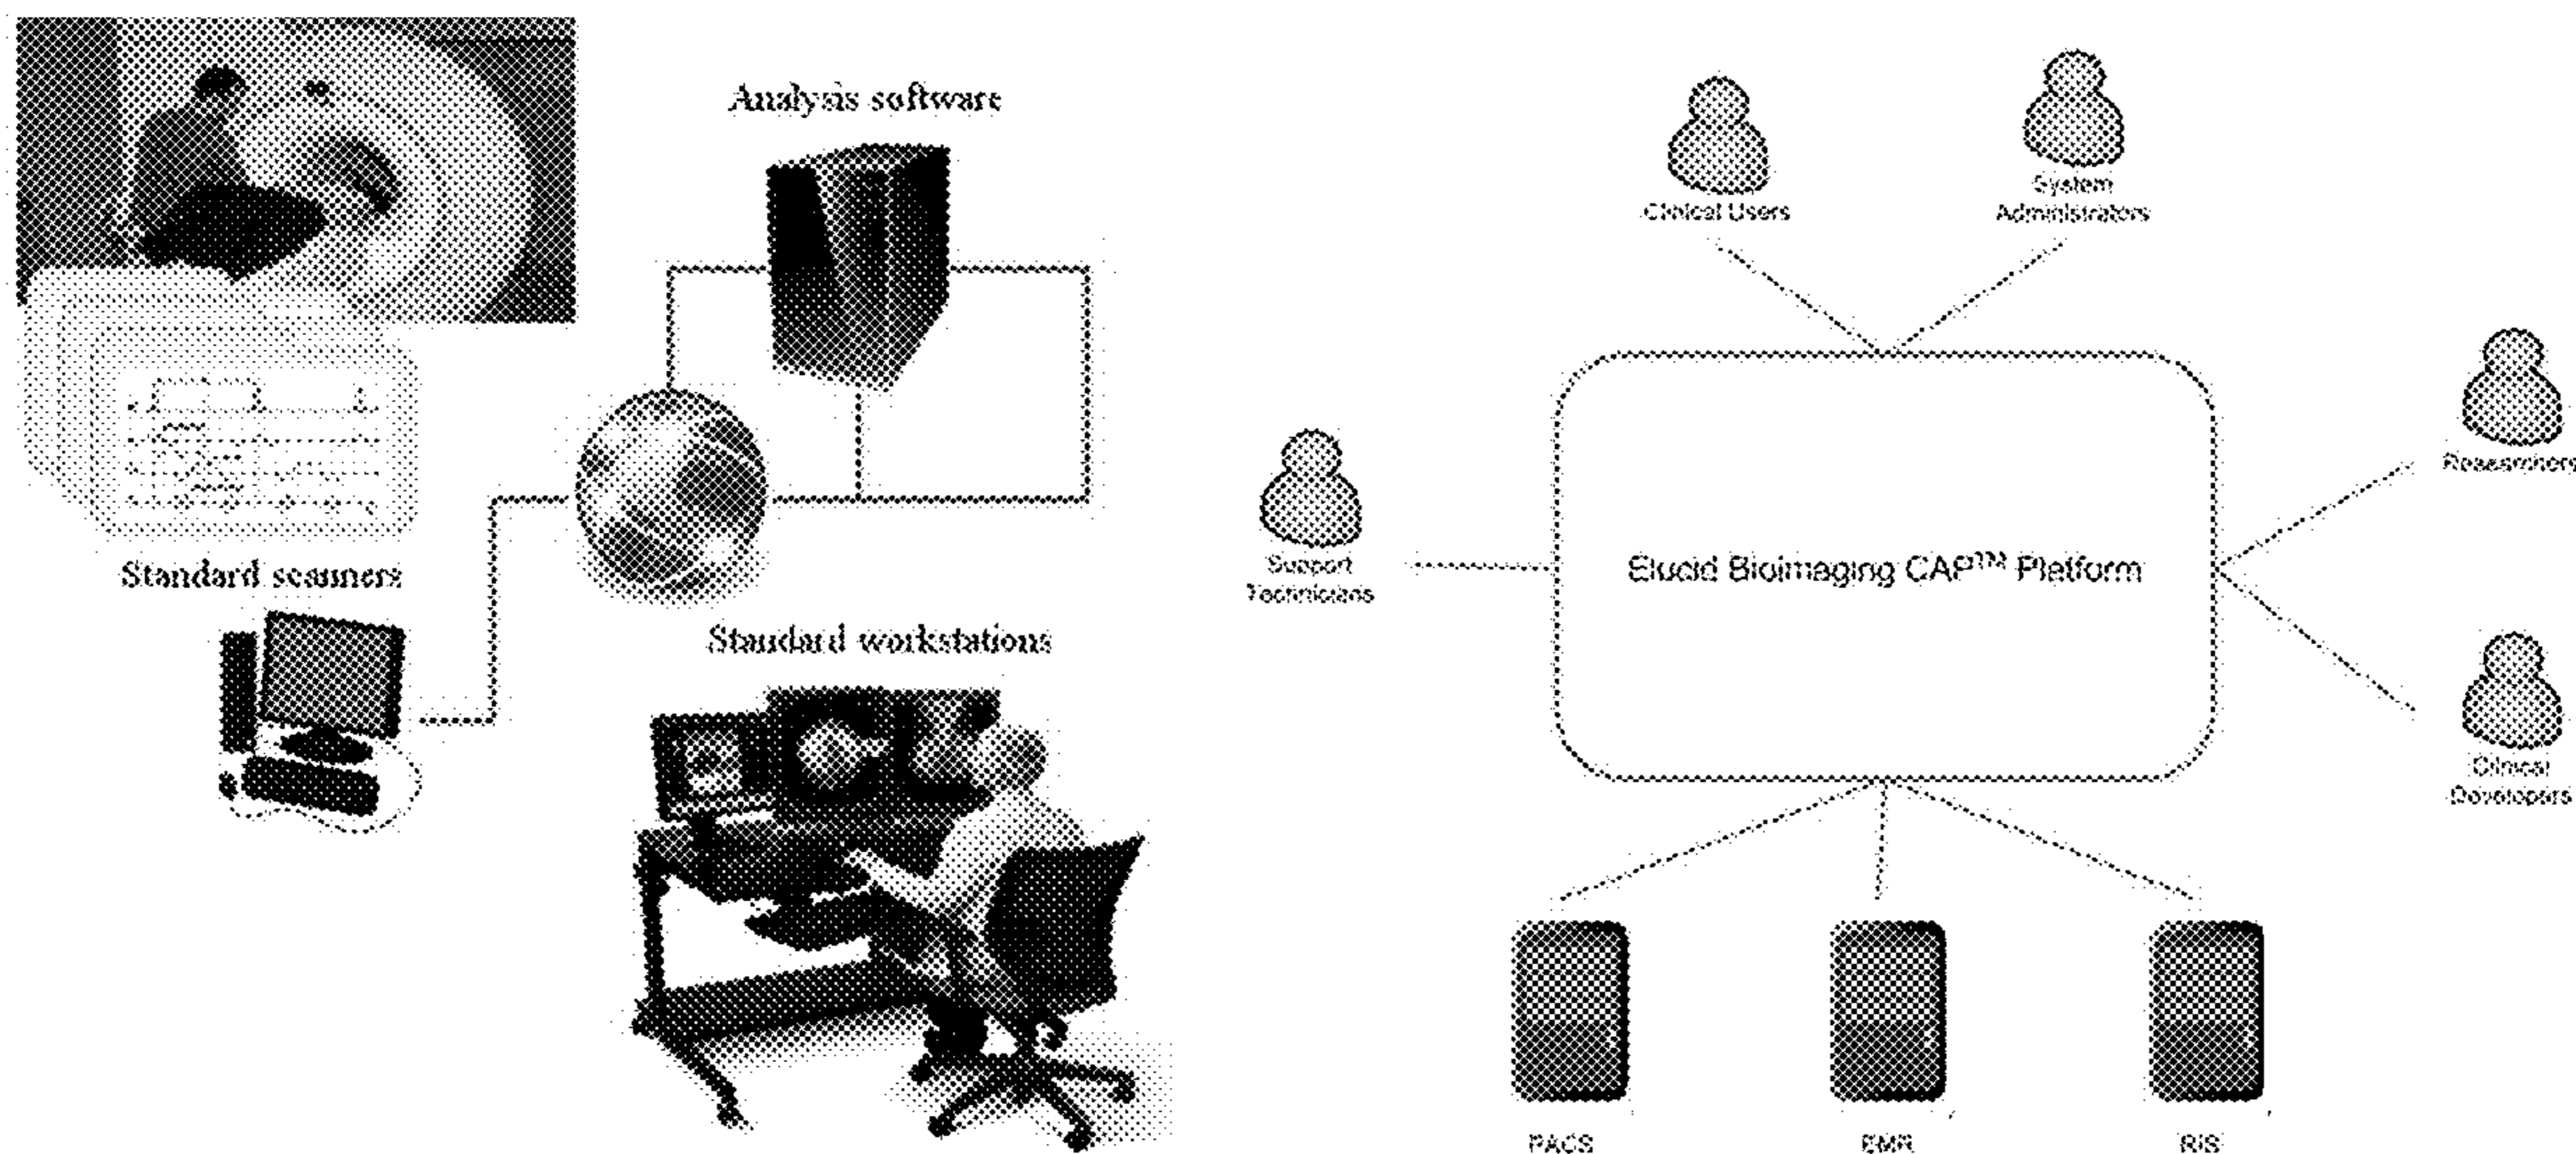 Analysis software
Standard scanners
Standard workstations
Clinical Users
System
Administrators
Researchers
Support
Technicians
Elucid Bioimaging CAP™ Platform
Clinical
Developers
PACS
EMR
RIS